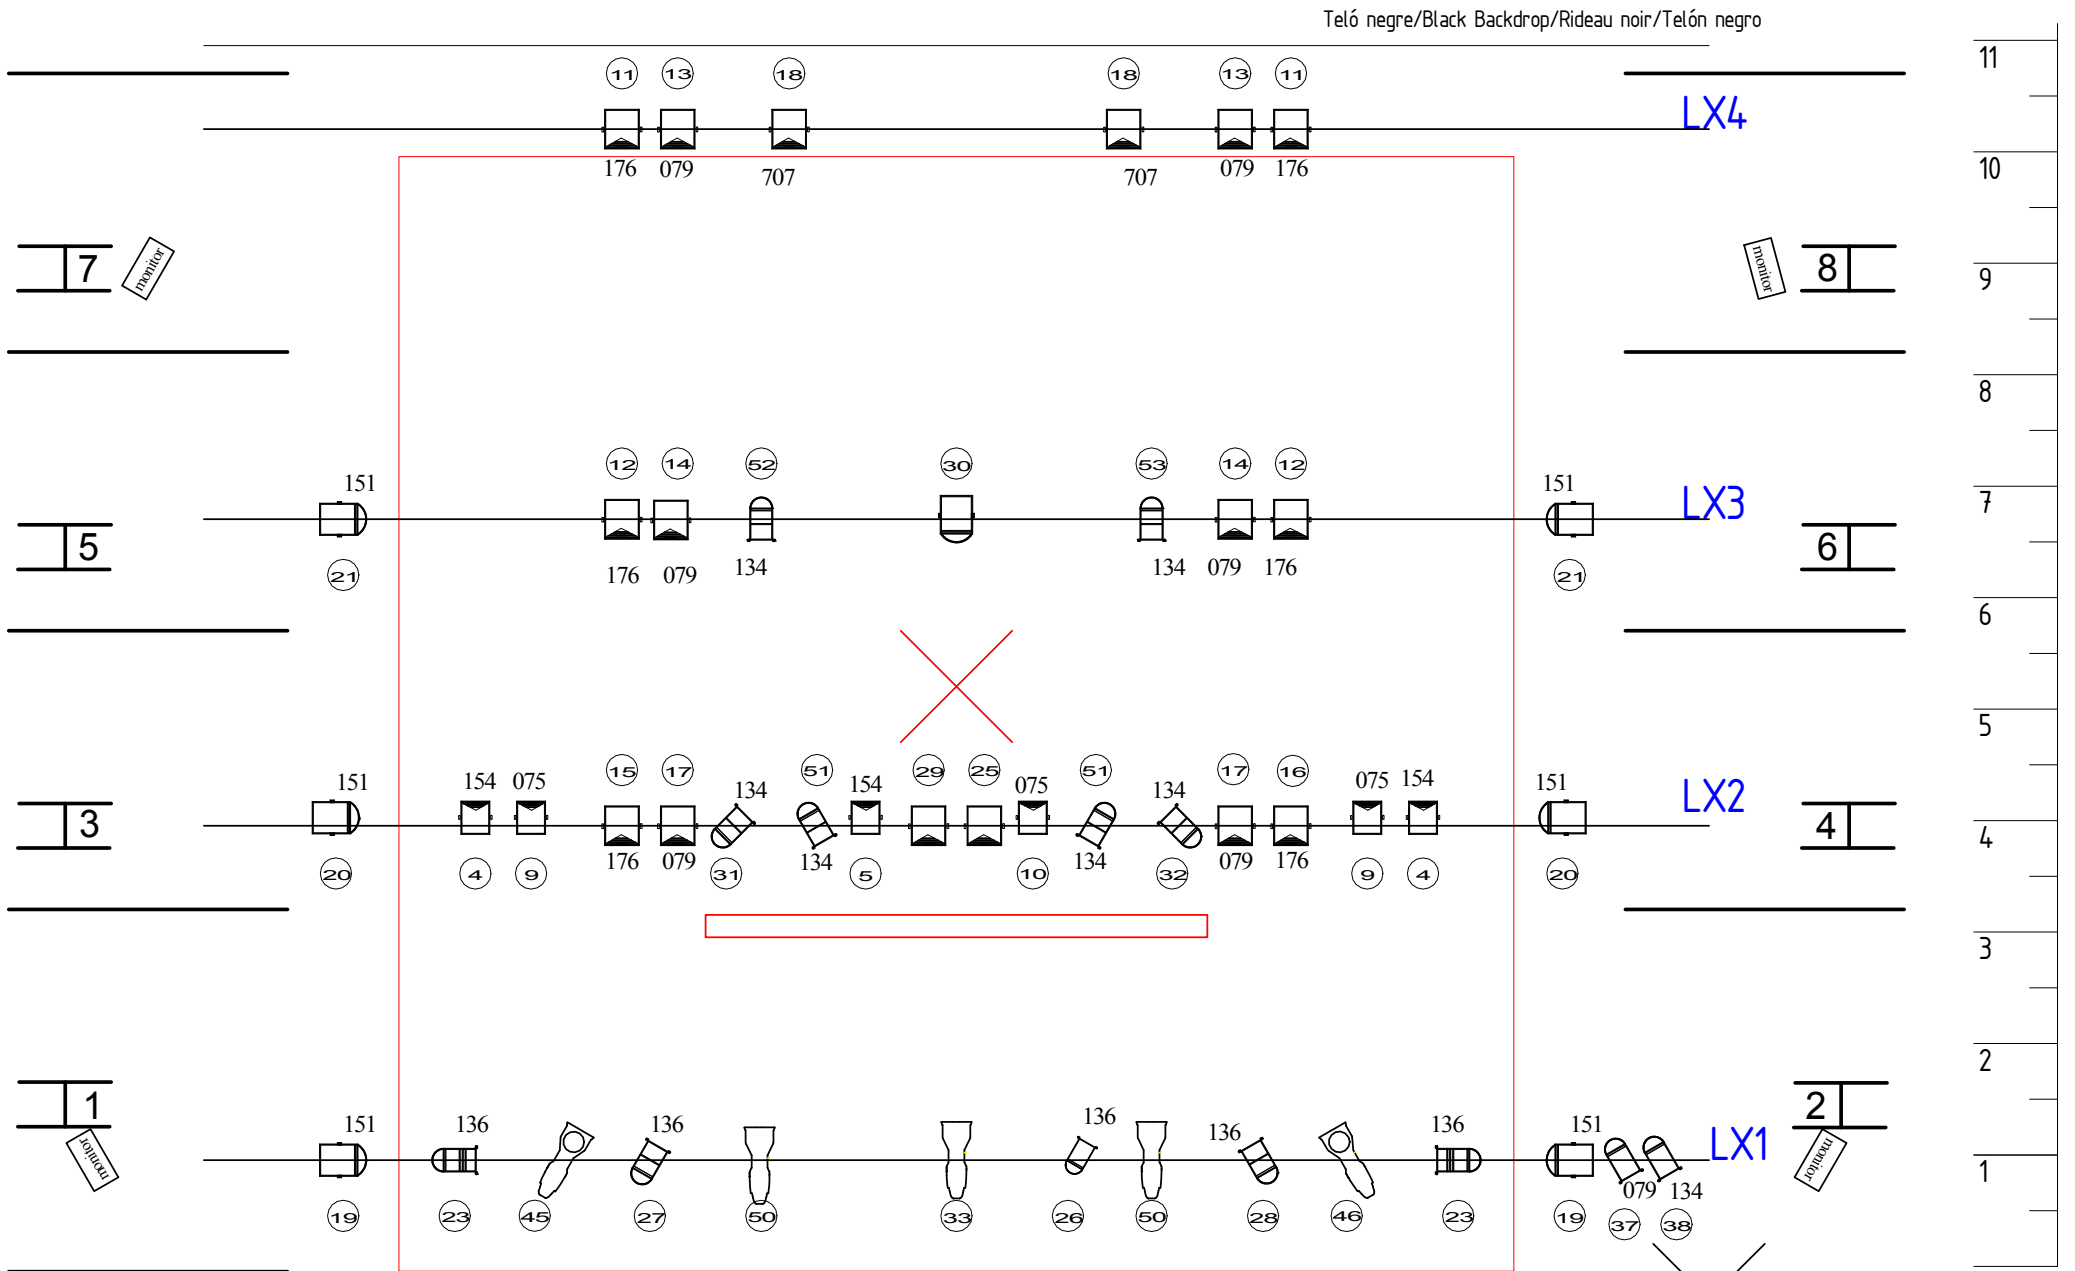 Teló negre/Black Backdrop/Rideau noir/Telón negro
11
11 13 18 18 13 11
LX4
176 079 707 707 079 176
10
7 monitor monitor 8
9
8
12 14 52 30 53 14 12
151 151
LX3
7
5 6
176 079 134 134 079 176
21 21
6
5
15 17 51 29 25 51 17 16
151 154 075 134 154 075 134 075 154 151
LX2
3 4
4
176 079 134 134 079 176
20 4 9 31 5 10 32 9 4 20
3
2
1 2
151 136 136 136 136 136 151
LX1
monitor monitor
1
079 134
19 23 45 27 50 33 26 50 28 46 23 19 37 38